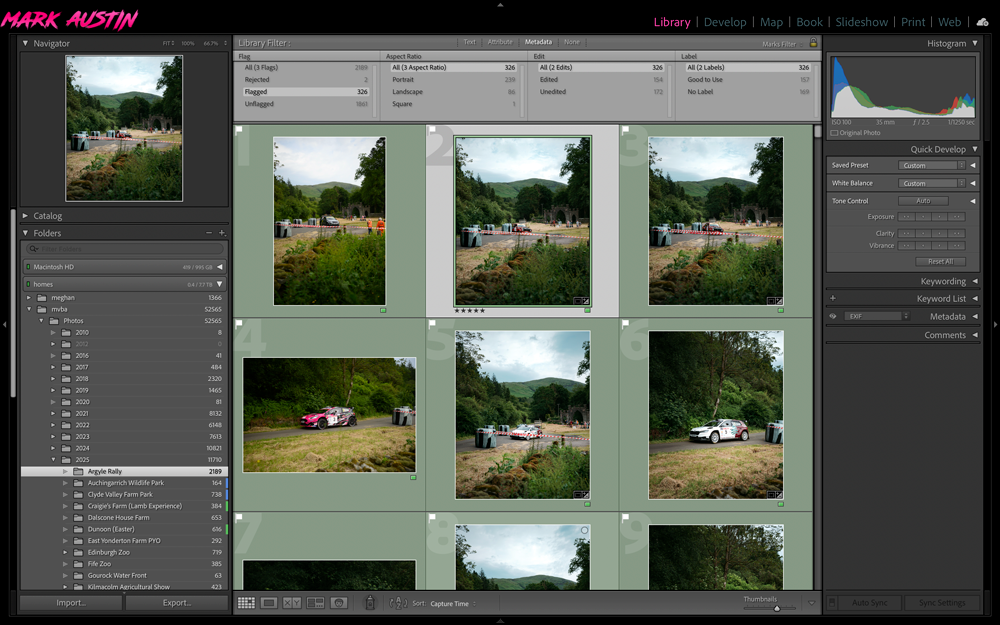 MARK AUSTIN
Library | Develop | Map | Book | Slideshow | Print | Web
Navigator
FIT 100% 66.7%
Catalog
Folders
Macintosh HD
homes
0.4 / 7.7 TB
meghan 1366
mvba 52565
Photos 52565
2010 8
2012
2016 41
2017 484
2018 2320
2019 1465
2020 81
2021 8132
2022 6148
2023 7613
2024 10821
2025 11710
Argyle Rally 2189
Auchingarrich Wildlife Park 164
Clyde Valley Farm Park 738
Craigie's Farm (Lamb Experience) 384
Dalscone House Farm 653
Dunoon (Easter) 616
East Yonderton Farm PYO 292
Edinburgh Zoo 719
Fife Zoo 385
Gourock Water Front 63
Kilmacolm Agricultural Show 423
Import...
Export...
Library Filter:
Text Attribute Metadata None
Marks Filter
Flag
All (3 Flags) 2189
Rejected 2
Flagged 326
Unflagged 1861
Aspect Ratio
All (3 Aspect Ratio) 326
Portrait 239
Landscape 86
Square 1
Edit
All (2 Edits) 326
Edited 154
Unedited 172
Label
All (2 Labels) 326
Good to Use 157
No Label 169
1
2
3
4
5
6
7
8
9
Sort: Capture Time
Thumbnails
Histogram
ISO 100 35 mm ƒ / 2.5 1/1250 sec
Original Photo
Quick Develop
Saved Preset Custom
White Balance Custom
Tone Control Auto
Exposure
Clarity
Vibrance
Reset All
Keywording
Keyword List
EXIF Metadata
Comments
Auto Sync
Sync Settings